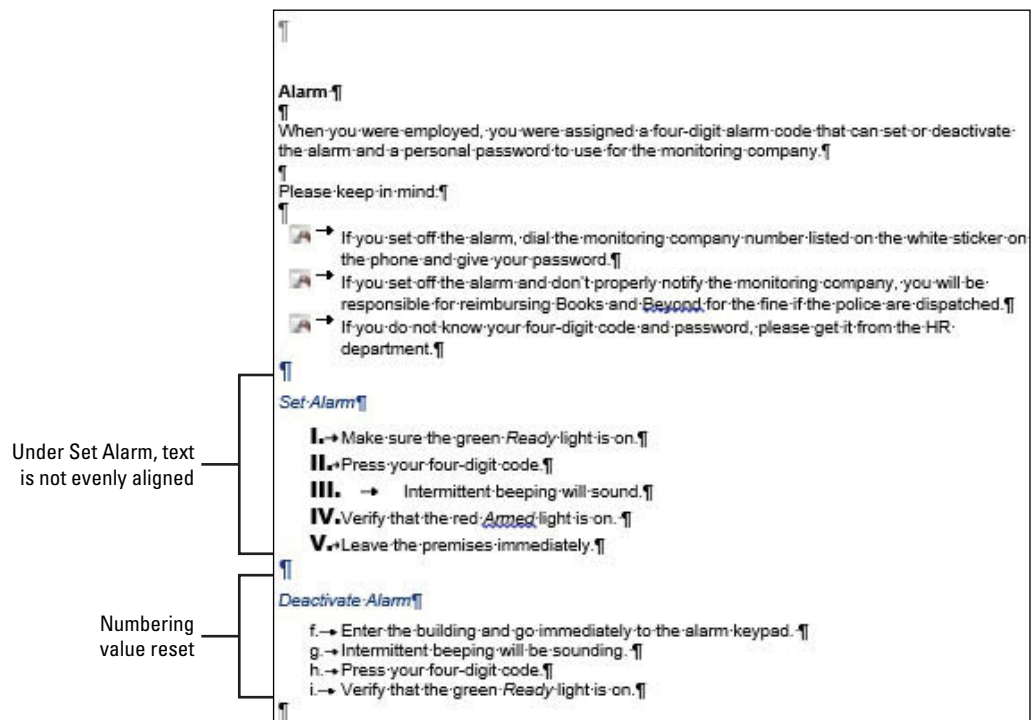 ¶
Alarm·¶
¶
When·you·were·employed,·you·were·assigned·a·four-digit·alarm·code·that·can·set·or·deactivate·
the·alarm·and·a·personal·password·to·use·for·the·monitoring·company.¶
¶
Please·keep·in·mind:¶
¶
→ If·you·set·off·the·alarm,·dial·the·monitoring·company·number·listed·on·the·white·sticker·on·
the·phone·and·give·your·password.¶
→ If·you·set·off·the·alarm·and·don't·properly·notify·the·monitoring·company,·you·will·be·
responsible·for·reimbursing·Books·and·Beyond·for·the·fine·if·the·police·are·dispatched.¶
→ If·you·do·not·know·your·four-digit·code·and·password,·please·get·it·from·the·HR·
department.¶
¶
Set·Alarm¶
I.→Make·sure·the·green·Ready·light·is·on.¶
II.→Press·your·four-digit·code.¶
III. → Intermittent·beeping·will·sound.¶
IV.Verify·that·the·red·Armed·light·is·on.·¶
V.→Leave·the·premises·immediately.¶
Under Set Alarm, text
is not evenly aligned
¶
Deactivate·Alarm¶
f.→Enter·the·building·and·go·immediately·to·the·alarm·keypad.·¶
g.→Intermittent·beeping·will·be·sounding.·¶
h.→Press·your·four-digit·code.¶
i.→Verify·that·the·green·Ready·light·is·on.¶
¶
Numbering
value reset